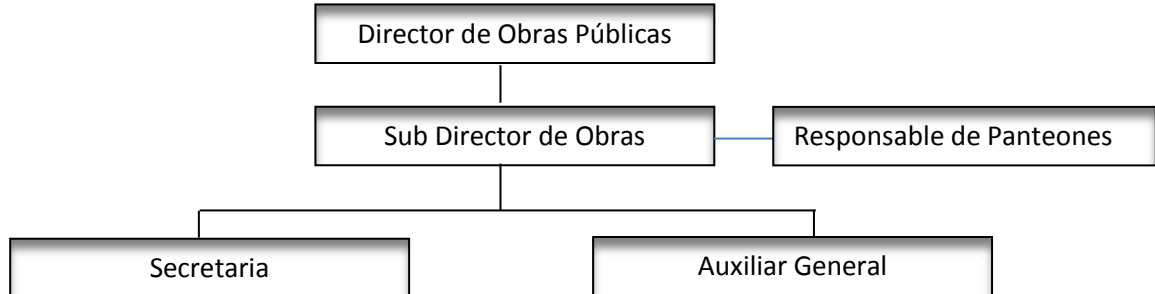 Director de Obras Públicas
Sub Director de Obras
Responsable de Panteones
Secretaria
Auxiliar General